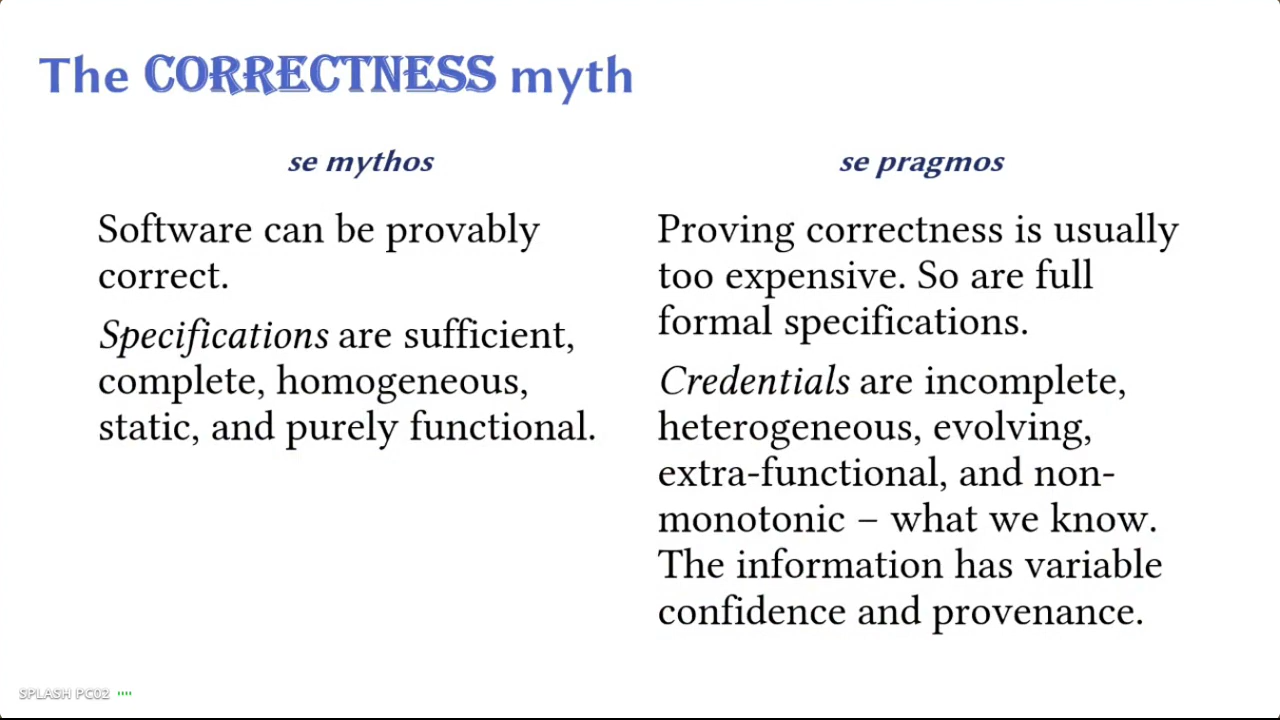 The CORRECTNESS myth
se mythos
Software can be provably
correct.
Specifications are sufficient,
complete, homogeneous,
static, and purely functional.
se pragmos
Proving correctness is usually
too expensive. So are full
formal specifications.
Credentials are incomplete,
heterogeneous, evolving,
extra-functional, and non-
monotonic – what we know.
The information has variable
confidence and provenance.
SPLASH PC02